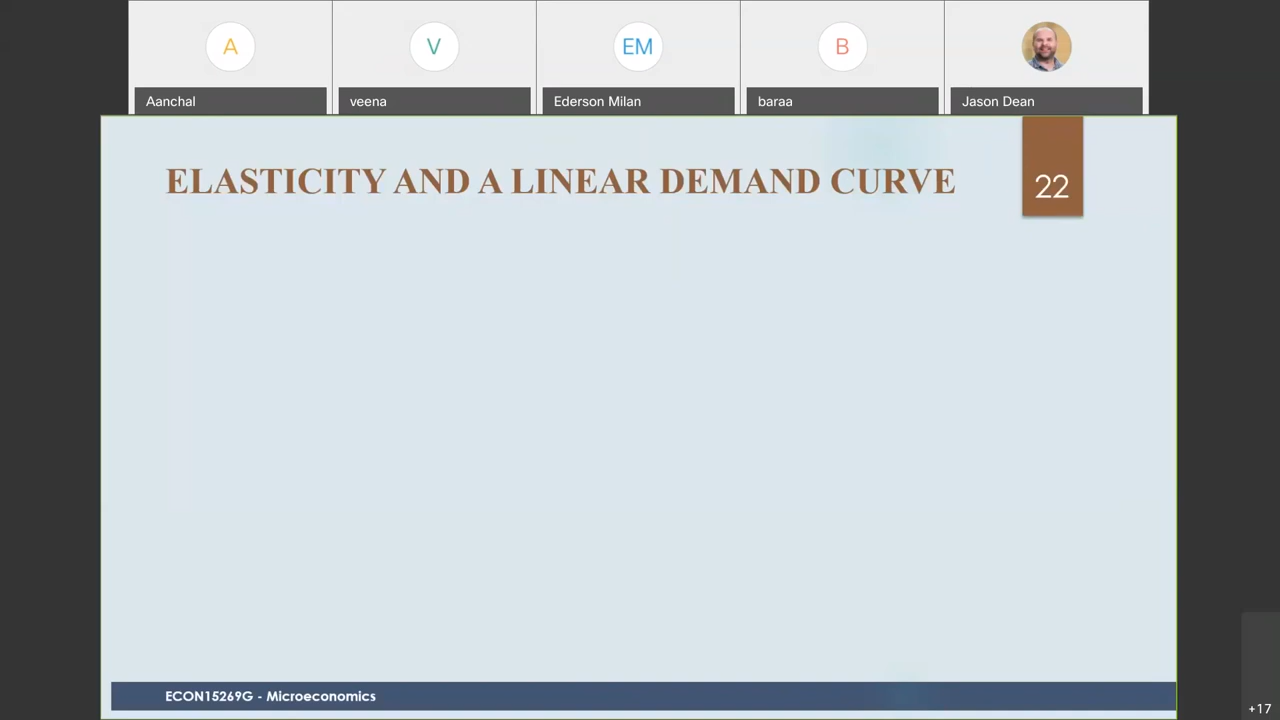 A
V
EM
B
Aanchal
veena
Ederson Milan
baraa
Jason Dean
ELASTICITY AND A LINEAR DEMAND CURVE
22
ECON15269G - Microeconomics
+17